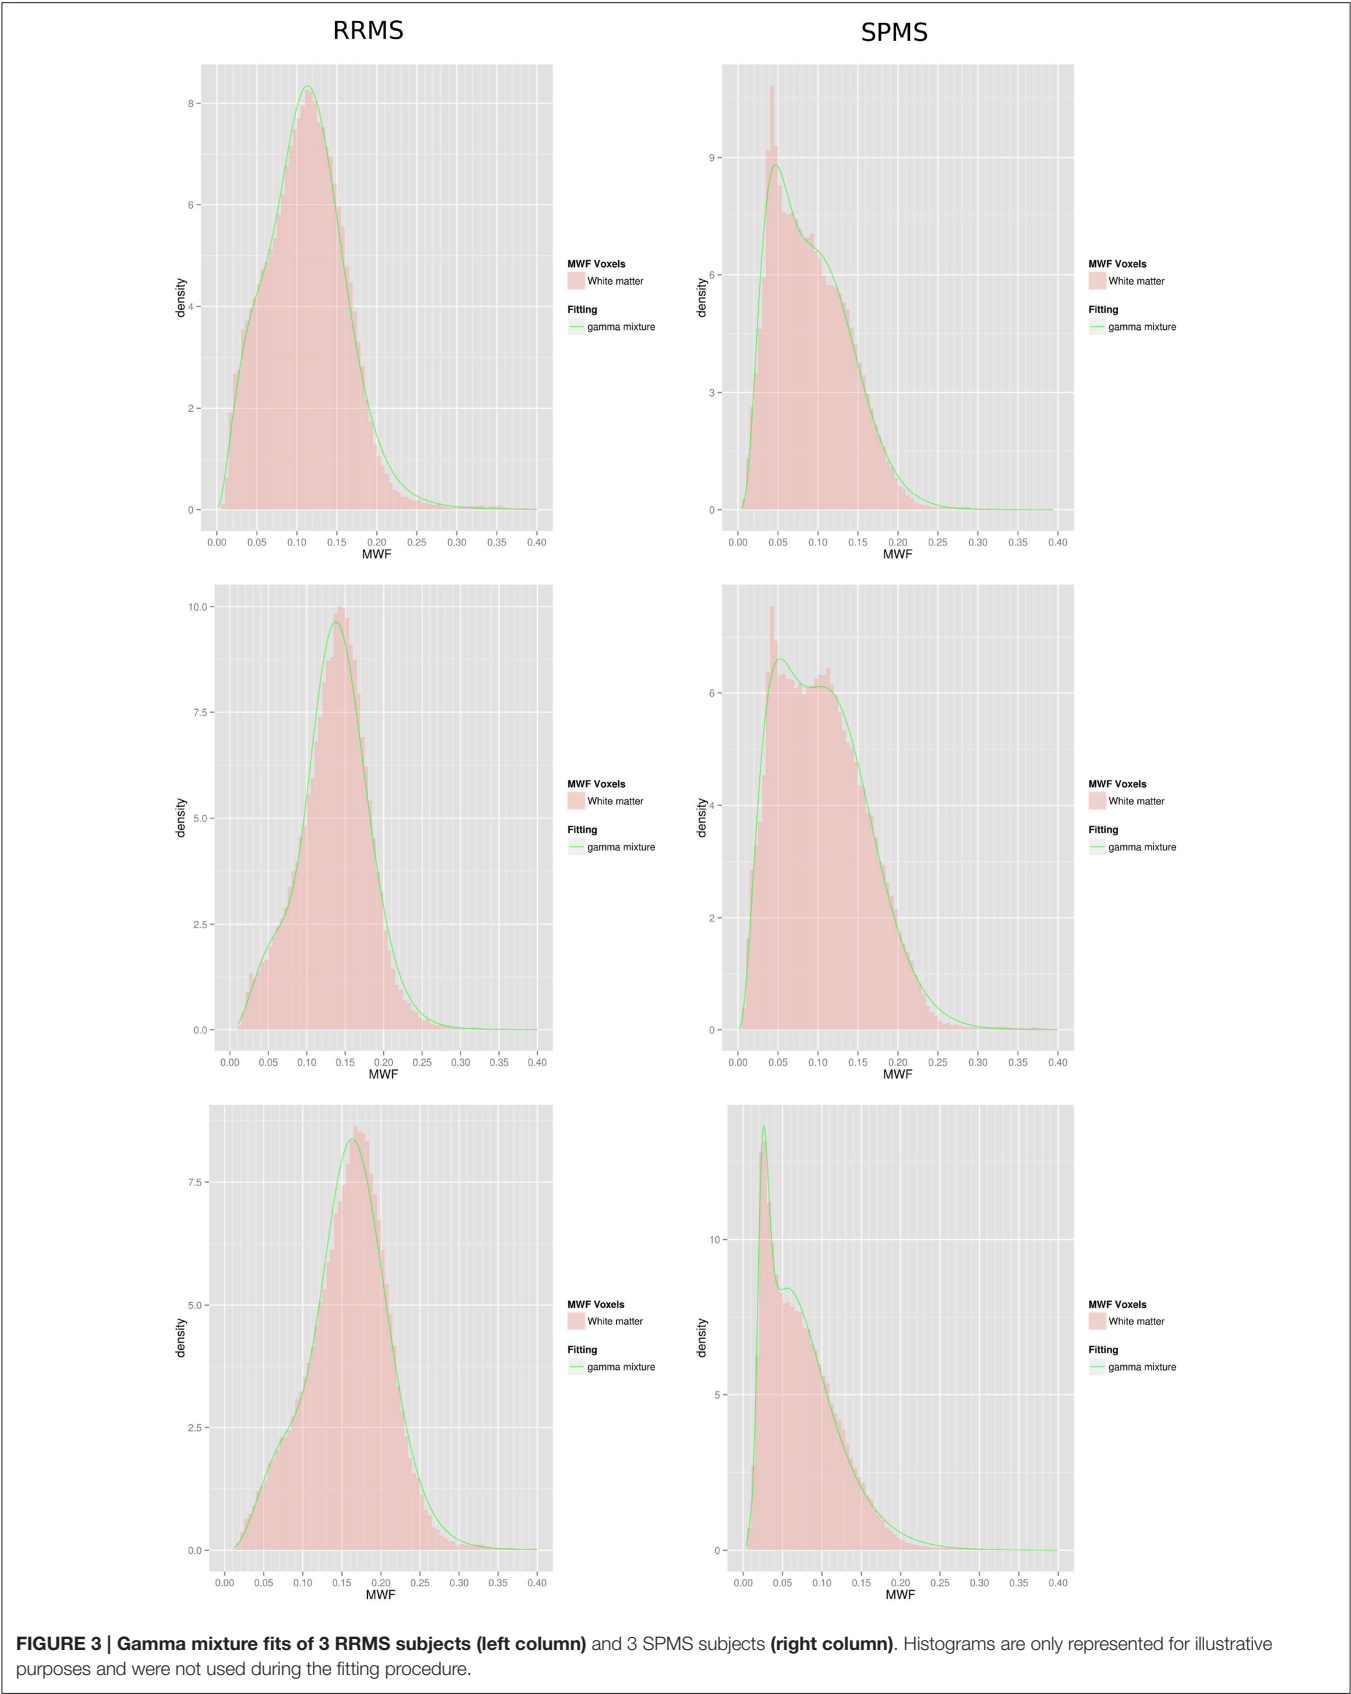 RRMS
SPMS
8
6
4
2
0
density
0.00 0.05 0.10 0.15 0.20 0.25 0.30 0.35 0.40
MWF
MWF Voxels
White matter
Fitting
gamma mixture
9
6
3
0
density
0.00 0.05 0.10 0.15 0.20 0.25 0.30 0.35 0.40
MWF
MWF Voxels
White matter
Fitting
gamma mixture
10.0
7.5
5.0
2.5
0.0
density
0.00 0.05 0.10 0.15 0.20 0.25 0.30 0.35 0.40
MWF
MWF Voxels
White matter
Fitting
gamma mixture
6
4
2
0
density
0.00 0.05 0.10 0.15 0.20 0.25 0.30 0.35 0.40
MWF
MWF Voxels
White matter
Fitting
gamma mixture
7.5
5.0
2.5
0.0
density
0.00 0.05 0.10 0.15 0.20 0.25 0.30 0.35 0.40
MWF
MWF Voxels
White matter
Fitting
gamma mixture
10
5
0
density
0.00 0.05 0.10 0.15 0.20 0.25 0.30 0.35 0.40
MWF
MWF Voxels
White matter
Fitting
gamma mixture
FIGURE 3 | Gamma mixture fits of 3 RRMS subjects (left column) and 3 SPMS subjects (right column). Histograms are only represented for illustrative
purposes and were not used during the fitting procedure.